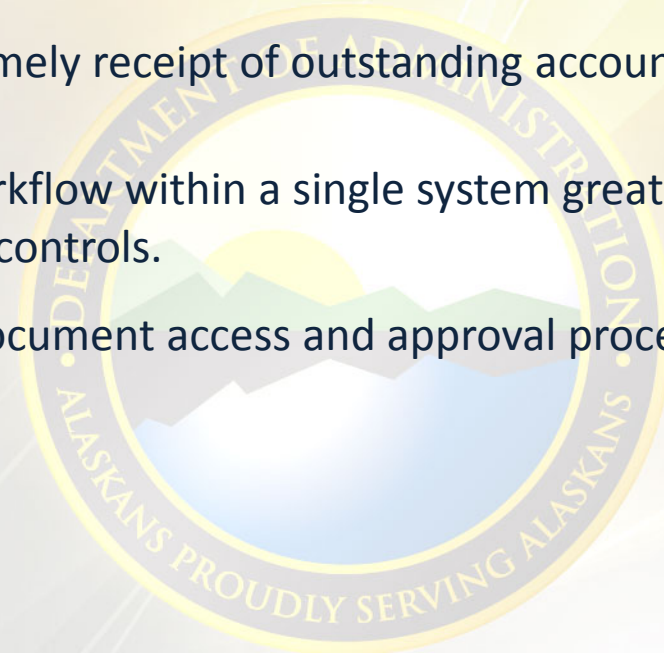 mely receipt of outstanding accoun
rkflow within a single system great
controls.
ocument access and approval proce
• DEPARTMENT OF ADMINISTRATION •
ALASKANS PROUDLY SERVING ALASKANS